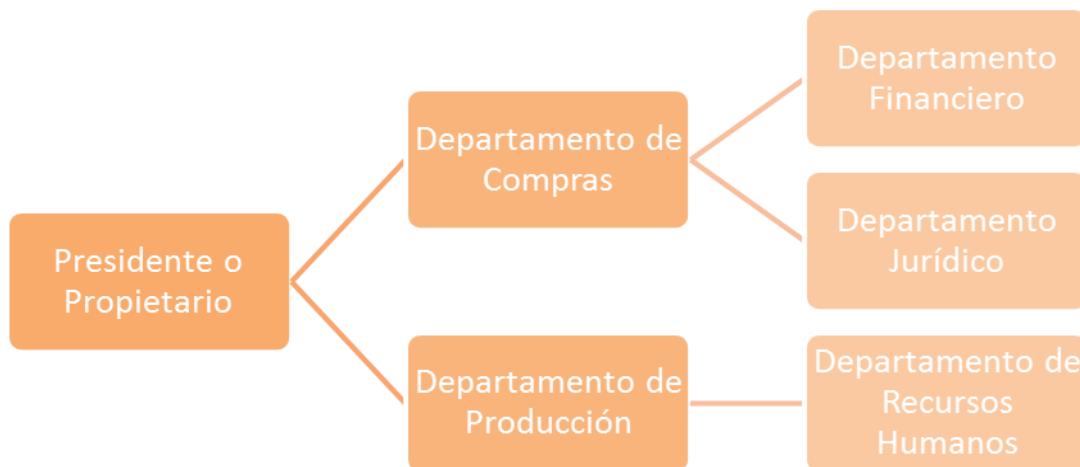 Presidente o
Propietario
Departamento de
Compras
Departamento
Financiero
Departamento
Jurídico
Departamento de
Producción
Departamento de
Recursos
Humanos